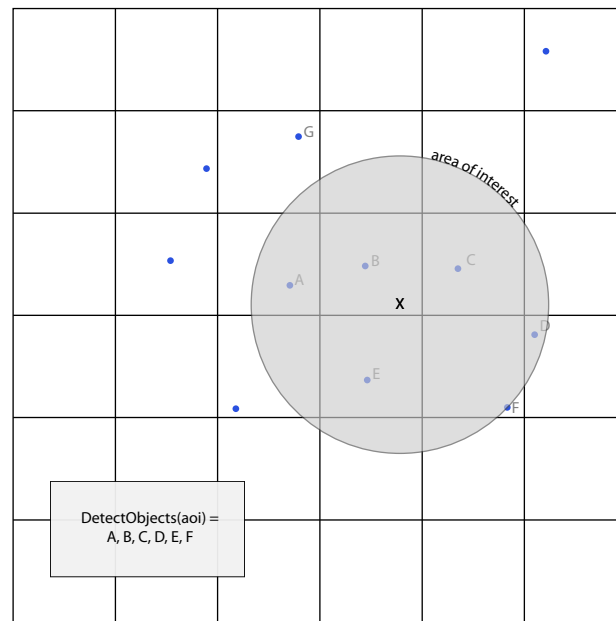 G
area of interest
B
C
A
X
D
E
F
DetectObjects(aoi) =
A, B, C, D, E, F